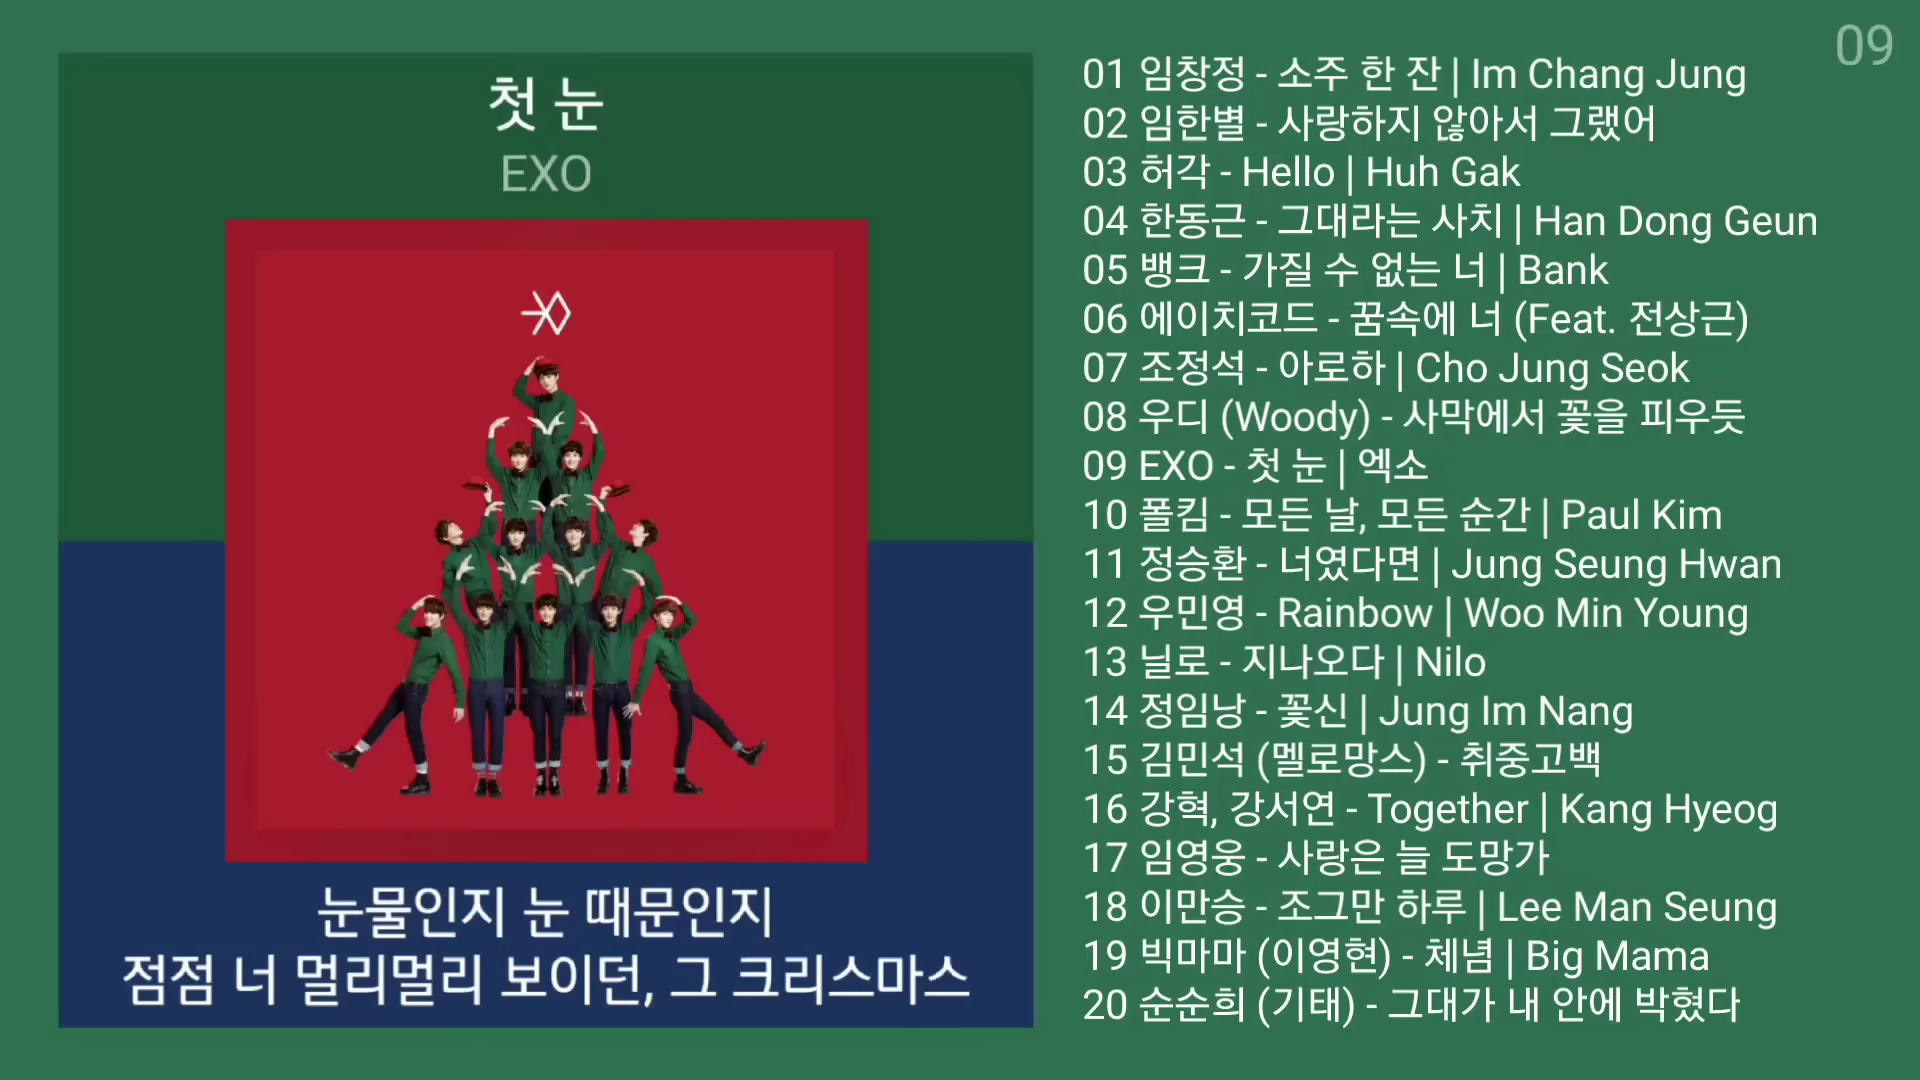 첫 눈
EXO
눈물인지 눈 때문인지
점점 너 멀리멀리 보이던, 그 크리스마스
09
01 임창정 - 소주 한 잔 | Im Chang Jung
02 임한별 - 사랑하지 않아서 그랬어
03 허각 - Hello | Huh Gak
04 한동근 - 그대라는 사치 | Han Dong Geun
05 뱅크 - 가질 수 없는 너 | Bank
06 에이치코드 - 꿈속에 너 (Feat. 전상근)
07 조정석 - 아로하 | Cho Jung Seok
08 우디 (Woody) - 사막에서 꽃을 피우듯
09 EXO - 첫 눈 | 엑소
10 폴킴 - 모든 날, 모든 순간 | Paul Kim
11 정승환 - 너였다면 | Jung Seung Hwan
12 우민영 - Rainbow | Woo Min Young
13 닐로 - 지나오다 | Nilo
14 정임낭 - 꽃신 | Jung Im Nang
15 김민석 (멜로망스) - 취중고백
16 강혁, 강서연 - Together | Kang Hyeog
17 임영웅 - 사랑은 늘 도망가
18 이만승 - 조그만 하루 | Lee Man Seung
19 빅마마 (이영현) - 체념 | Big Mama
20 순순희 (기태) - 그대가 내 안에 박혔다